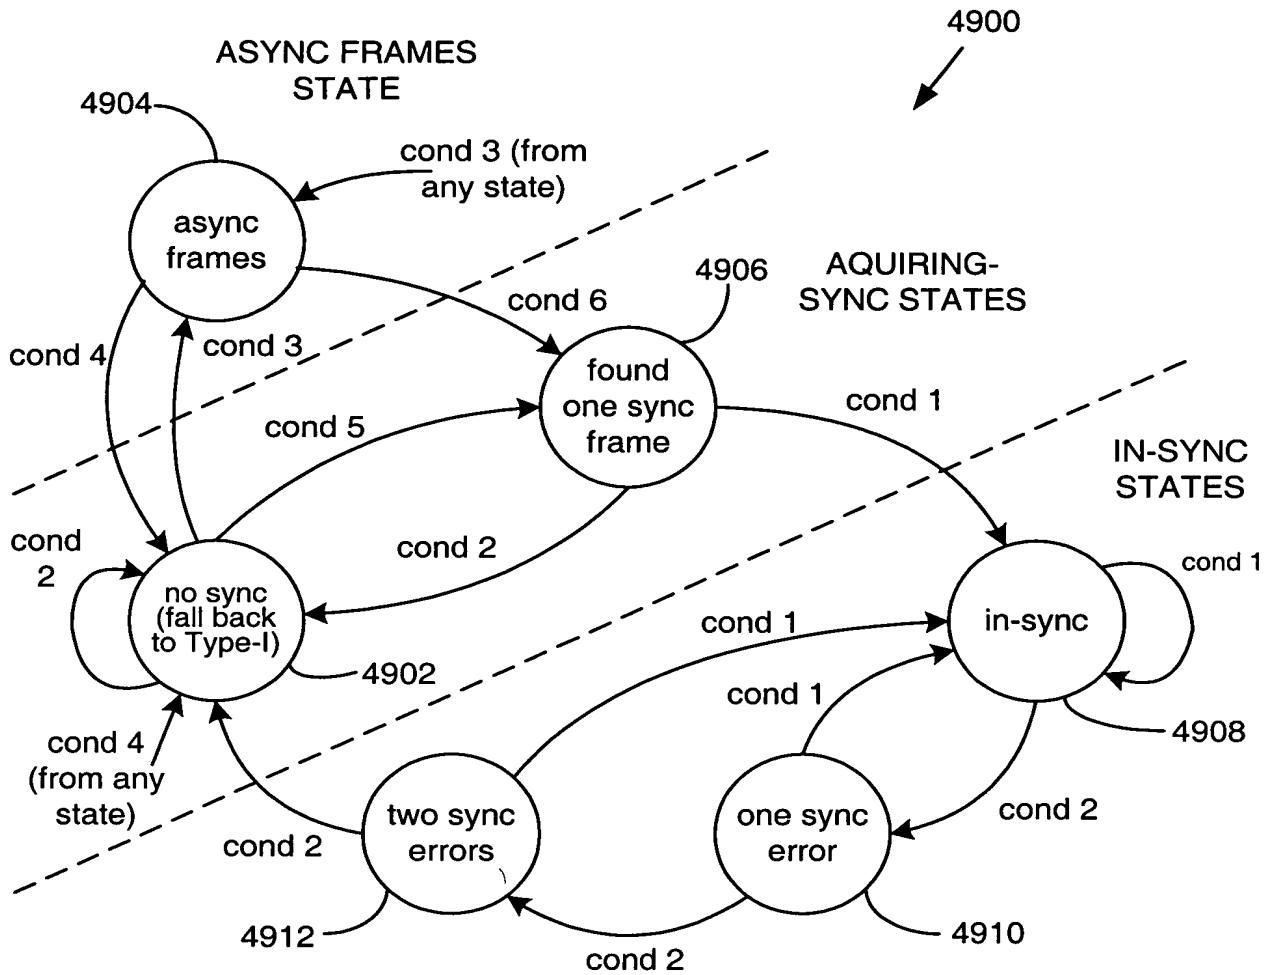 4900
ASYNC FRAMES
STATE
4904
cond 3 (from
any state)
async
frames
4906
AQUIRING-
SYNC STATES
cond 6
cond 4
cond 3
found
one sync
frame
cond 1
cond 5
IN-SYNC
STATES
cond
2
cond 2
cond 1
no sync
(fall back
to Type-I)
in-sync
cond 1
4902
cond 1
4908
cond 4
(from any
state)
cond 2
two sync
errors
one sync
error
cond 2
4912
4910
cond 2